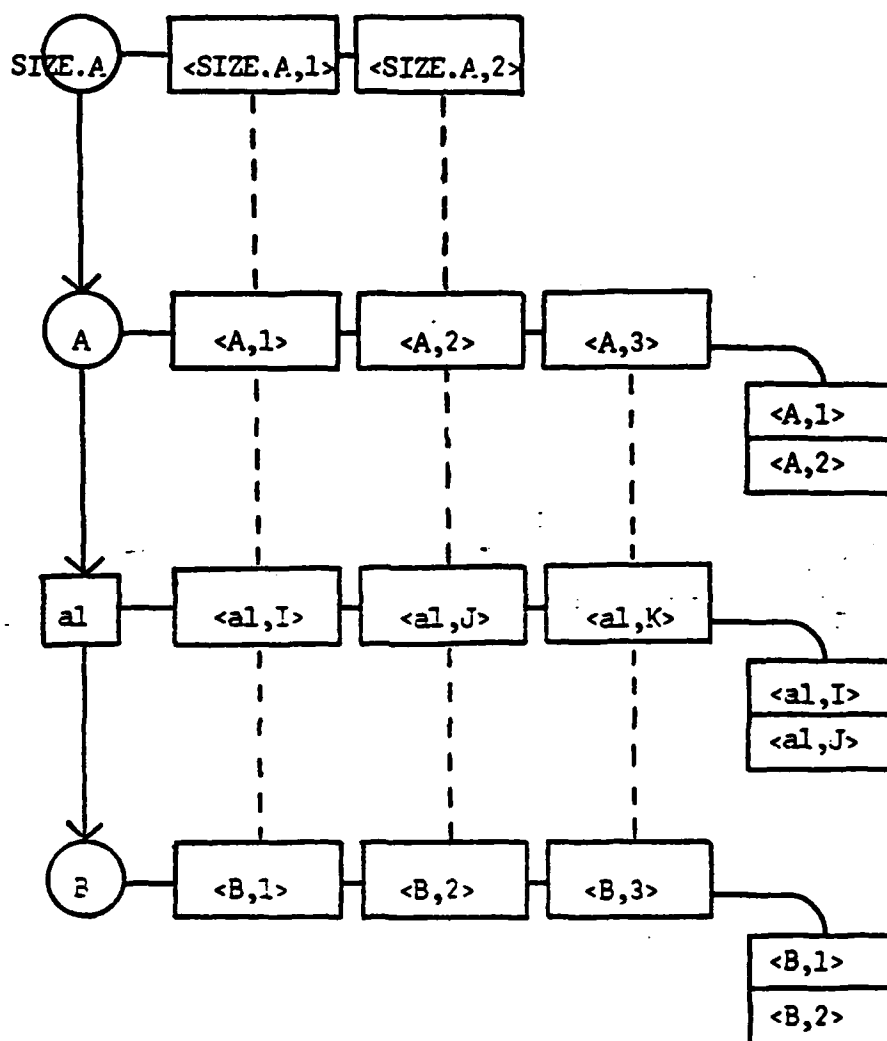 SIZE.A <SIZE.A,1> <SIZE.A,2>
A <A,1> <A,2> <A,3>
<A,1>
<A,2>
a1 <a1,I> <a1,J> <a1,K>
<a1,I>
<a1,J>
B <B,1> <B,2> <B,3>
<B,1>
<B,2>